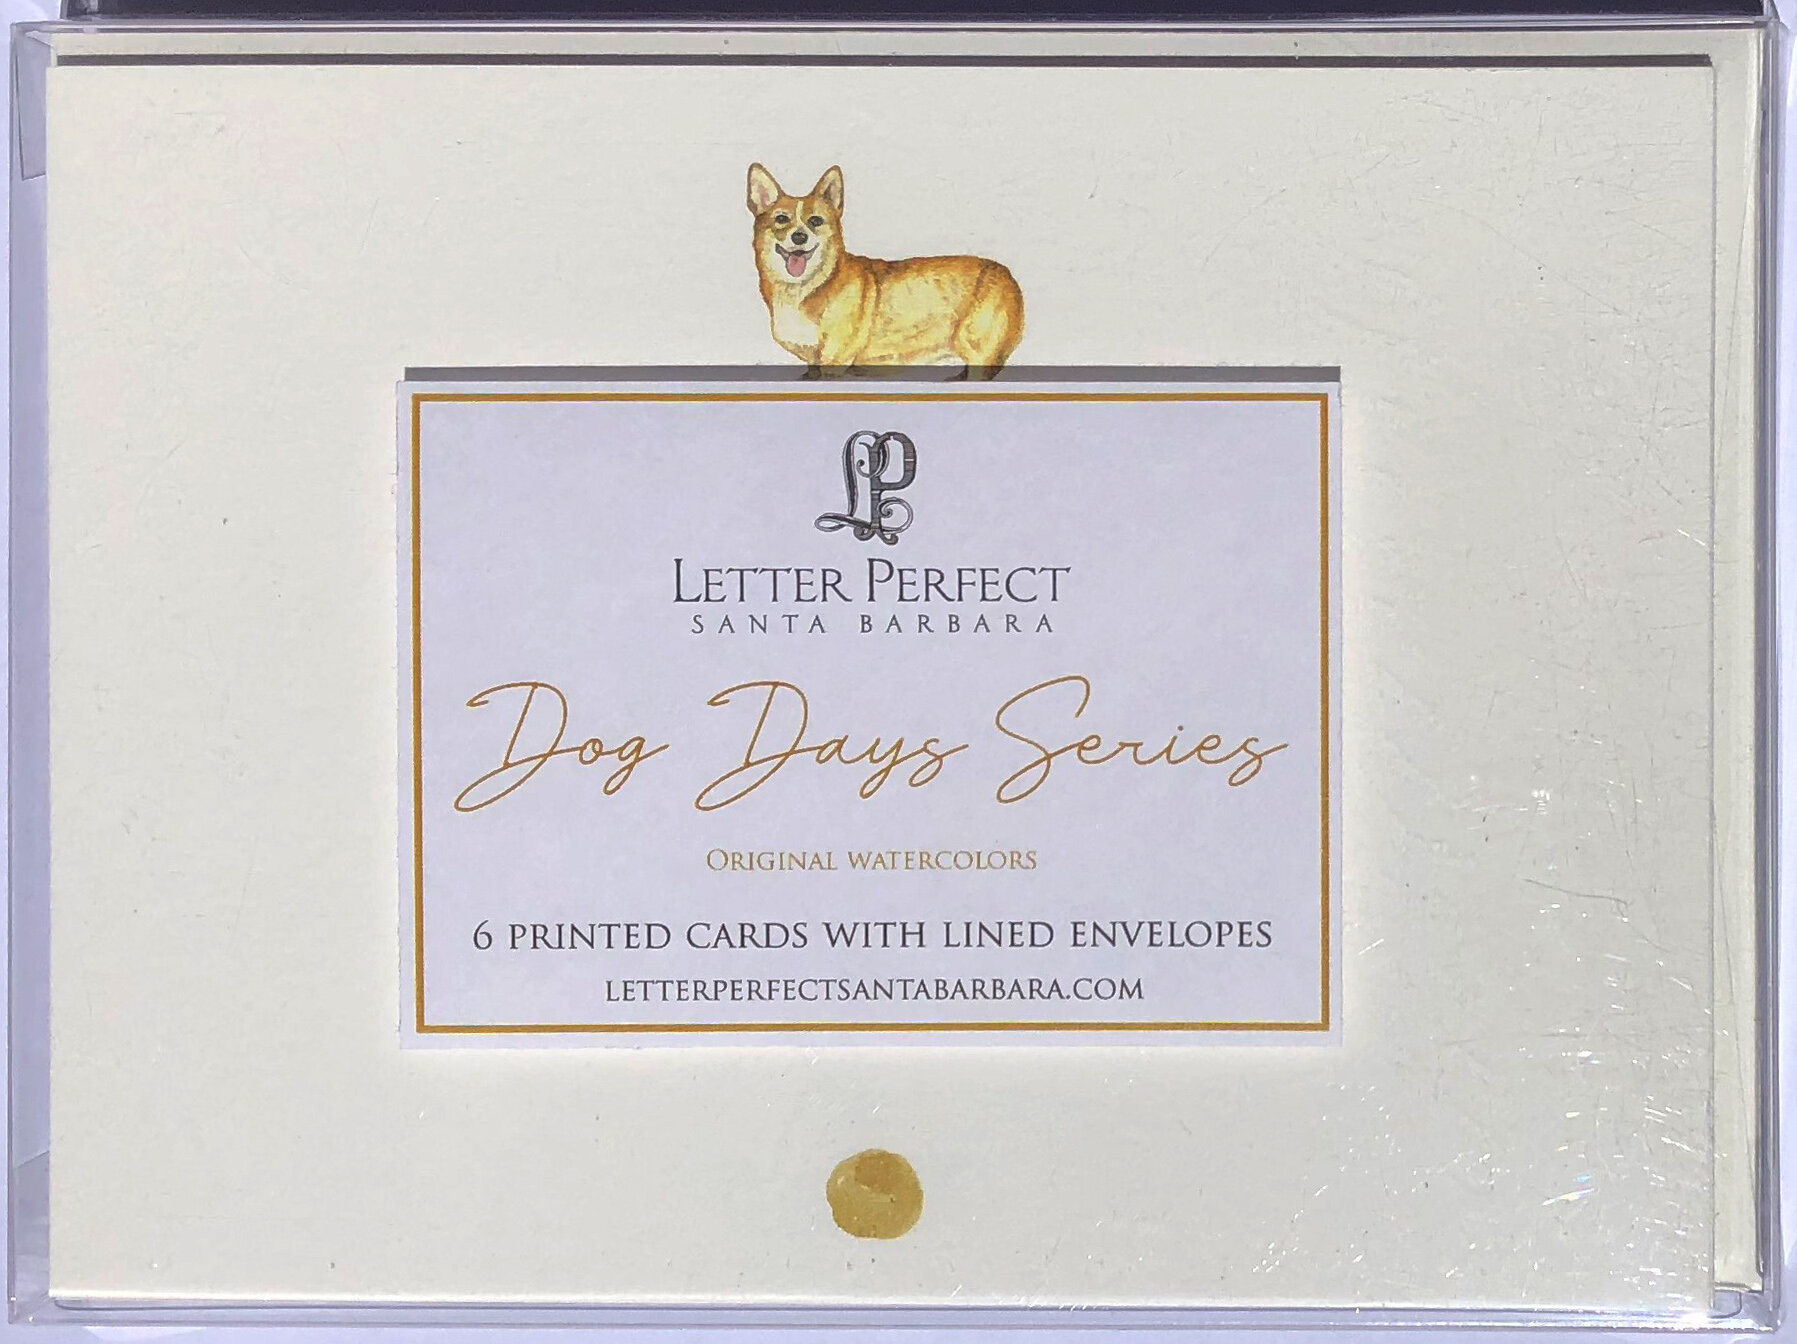 LP
LETTER PERFECT
SANTA BARBARA
Dog Days Series
ORIGINAL WATERCOLORS
6 PRINTED CARDS WITH LINED ENVELOPES
LETTERPERFECTSANTABARBARA.COM